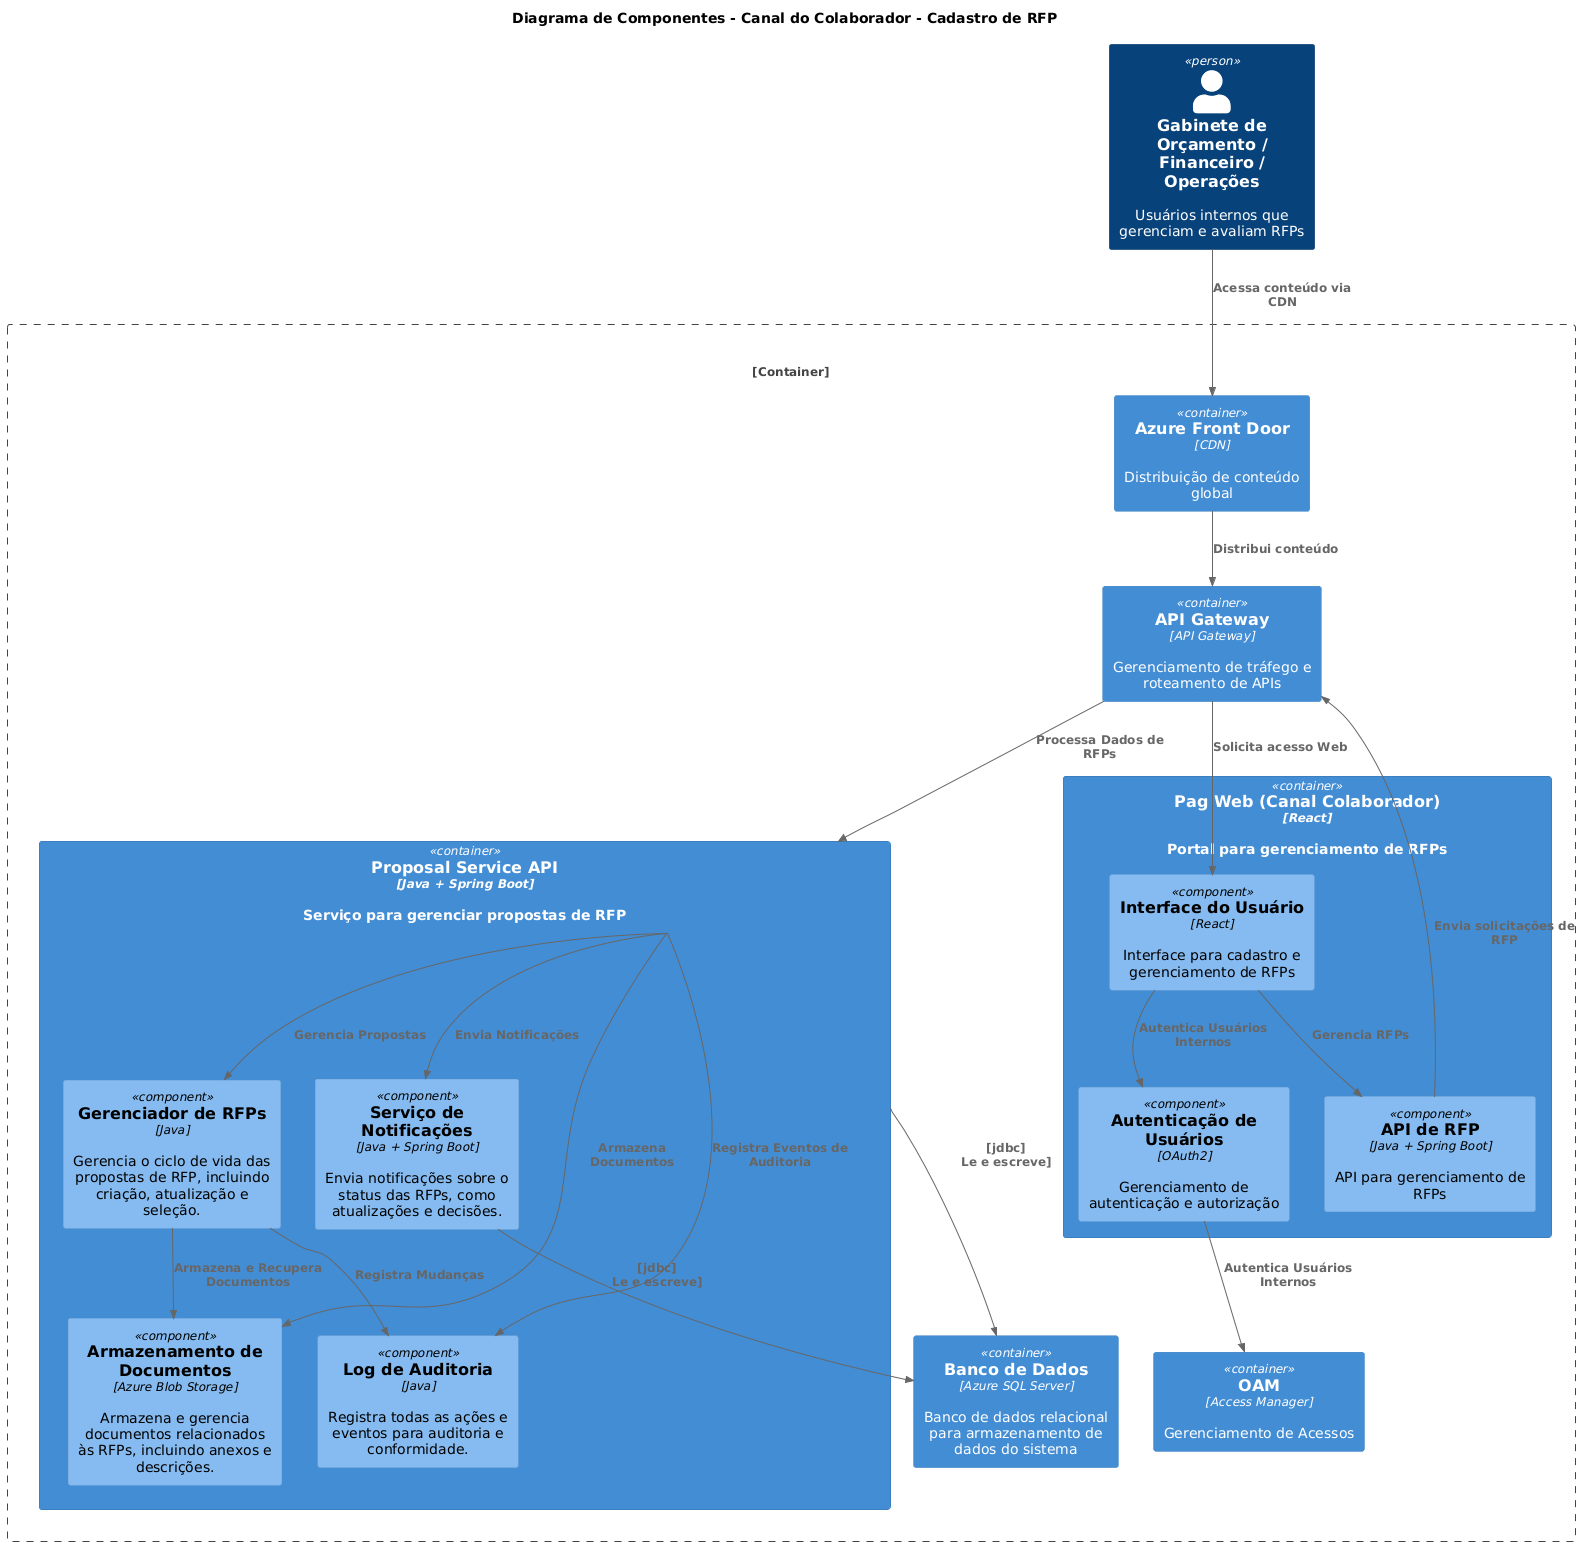 Diagrama de Componentes - Canal do Colaborador - Cadastro de RFP
«person»
Gabinete de
Orçamento /
Financeiro /
Operações
Usuários internos que
gerenciam e avaliam RFPs
Acessa conteúdo via
CDN
[Container]
«container»
Azure Front Door
[CDN]
Distribuição de conteúdo
global
Distribui conteúdo
«container»
API Gateway
[API Gateway]
Gerenciamento de tráfego e
roteamento de APIs
Processa Dados de
RFPs
Solicita acesso Web
«container»
Pag Web (Canal Colaborador)
[React]
Portal para gerenciamento de RFPs
«component»
Interface do Usuário
[React]
Interface para cadastro e
gerenciamento de RFPs
Envia solicitações de
RFP
Autentica Usuários
Internos
Gerencia RFPs
«component»
Autenticação de
Usuários
[OAuth2]
Gerenciamento de
autenticação e autorização
«component»
API de RFP
[Java + Spring Boot]
API para gerenciamento de
RFPs
Autentica Usuários
Internos
«container»
Proposal Service API
[Java + Spring Boot]
Serviço para gerenciar propostas de RFP
Gerencia Propostas
Envia Notificações
Armazena
Documentos
Registra Eventos de
Auditoria
«component»
Gerenciador de RFPs
[Java]
Gerencia o ciclo de vida das
propostas de RFP, incluindo
criação, atualização e
seleção.
«component»
Serviço de
Notificações
[Java + Spring Boot]
Envia notificações sobre o
status das RFPs, como
atualizações e decisões.
Armazena e Recupera
Documentos
Registra Mudanças
[jdbc]
Le e escreve]
[jdbc]
Le e escreve]
«component»
Armazenamento de
Documentos
[Azure Blob Storage]
Armazena e gerencia
documentos relacionados
às RFPs, incluindo anexos e
descrições.
«component»
Log de Auditoria
[Java]
Registra todas as ações e
eventos para auditoria e
conformidade.
«container»
Banco de Dados
[Azure SQL Server]
Banco de dados relacional
para armazenamento de
dados do sistema
«container»
OAM
[Access Manager]
Gerenciamento de Acessos